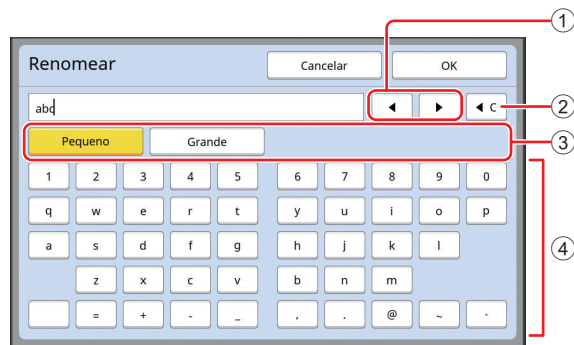 1
Renomear Cancelar OK
abc ◀ ▶ ◀ C 2
Pequeno Grande 3
1 2 3 4 5 6 7 8 9 0
q w e r t y u i o p
a s d f g h j k l 4
z x c v b n m
= + - _ , . @ ~ `